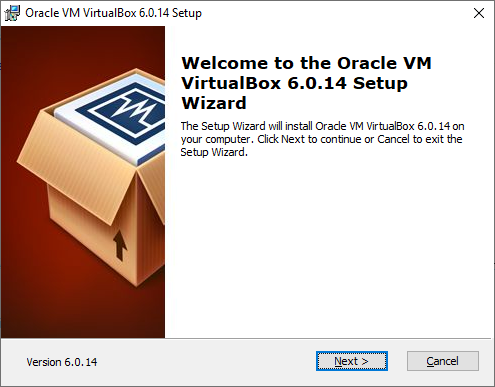 Oracle VM VirtualBox 6.0.14 Setup
Welcome to the Oracle VM
VirtualBox 6.0.14 Setup
Wizard
The Setup Wizard will install Oracle VM VirtualBox 6.0.14 on
your computer. Click Next to continue or Cancel to exit the
Setup Wizard.
Version 6.0.14
Next >
Cancel